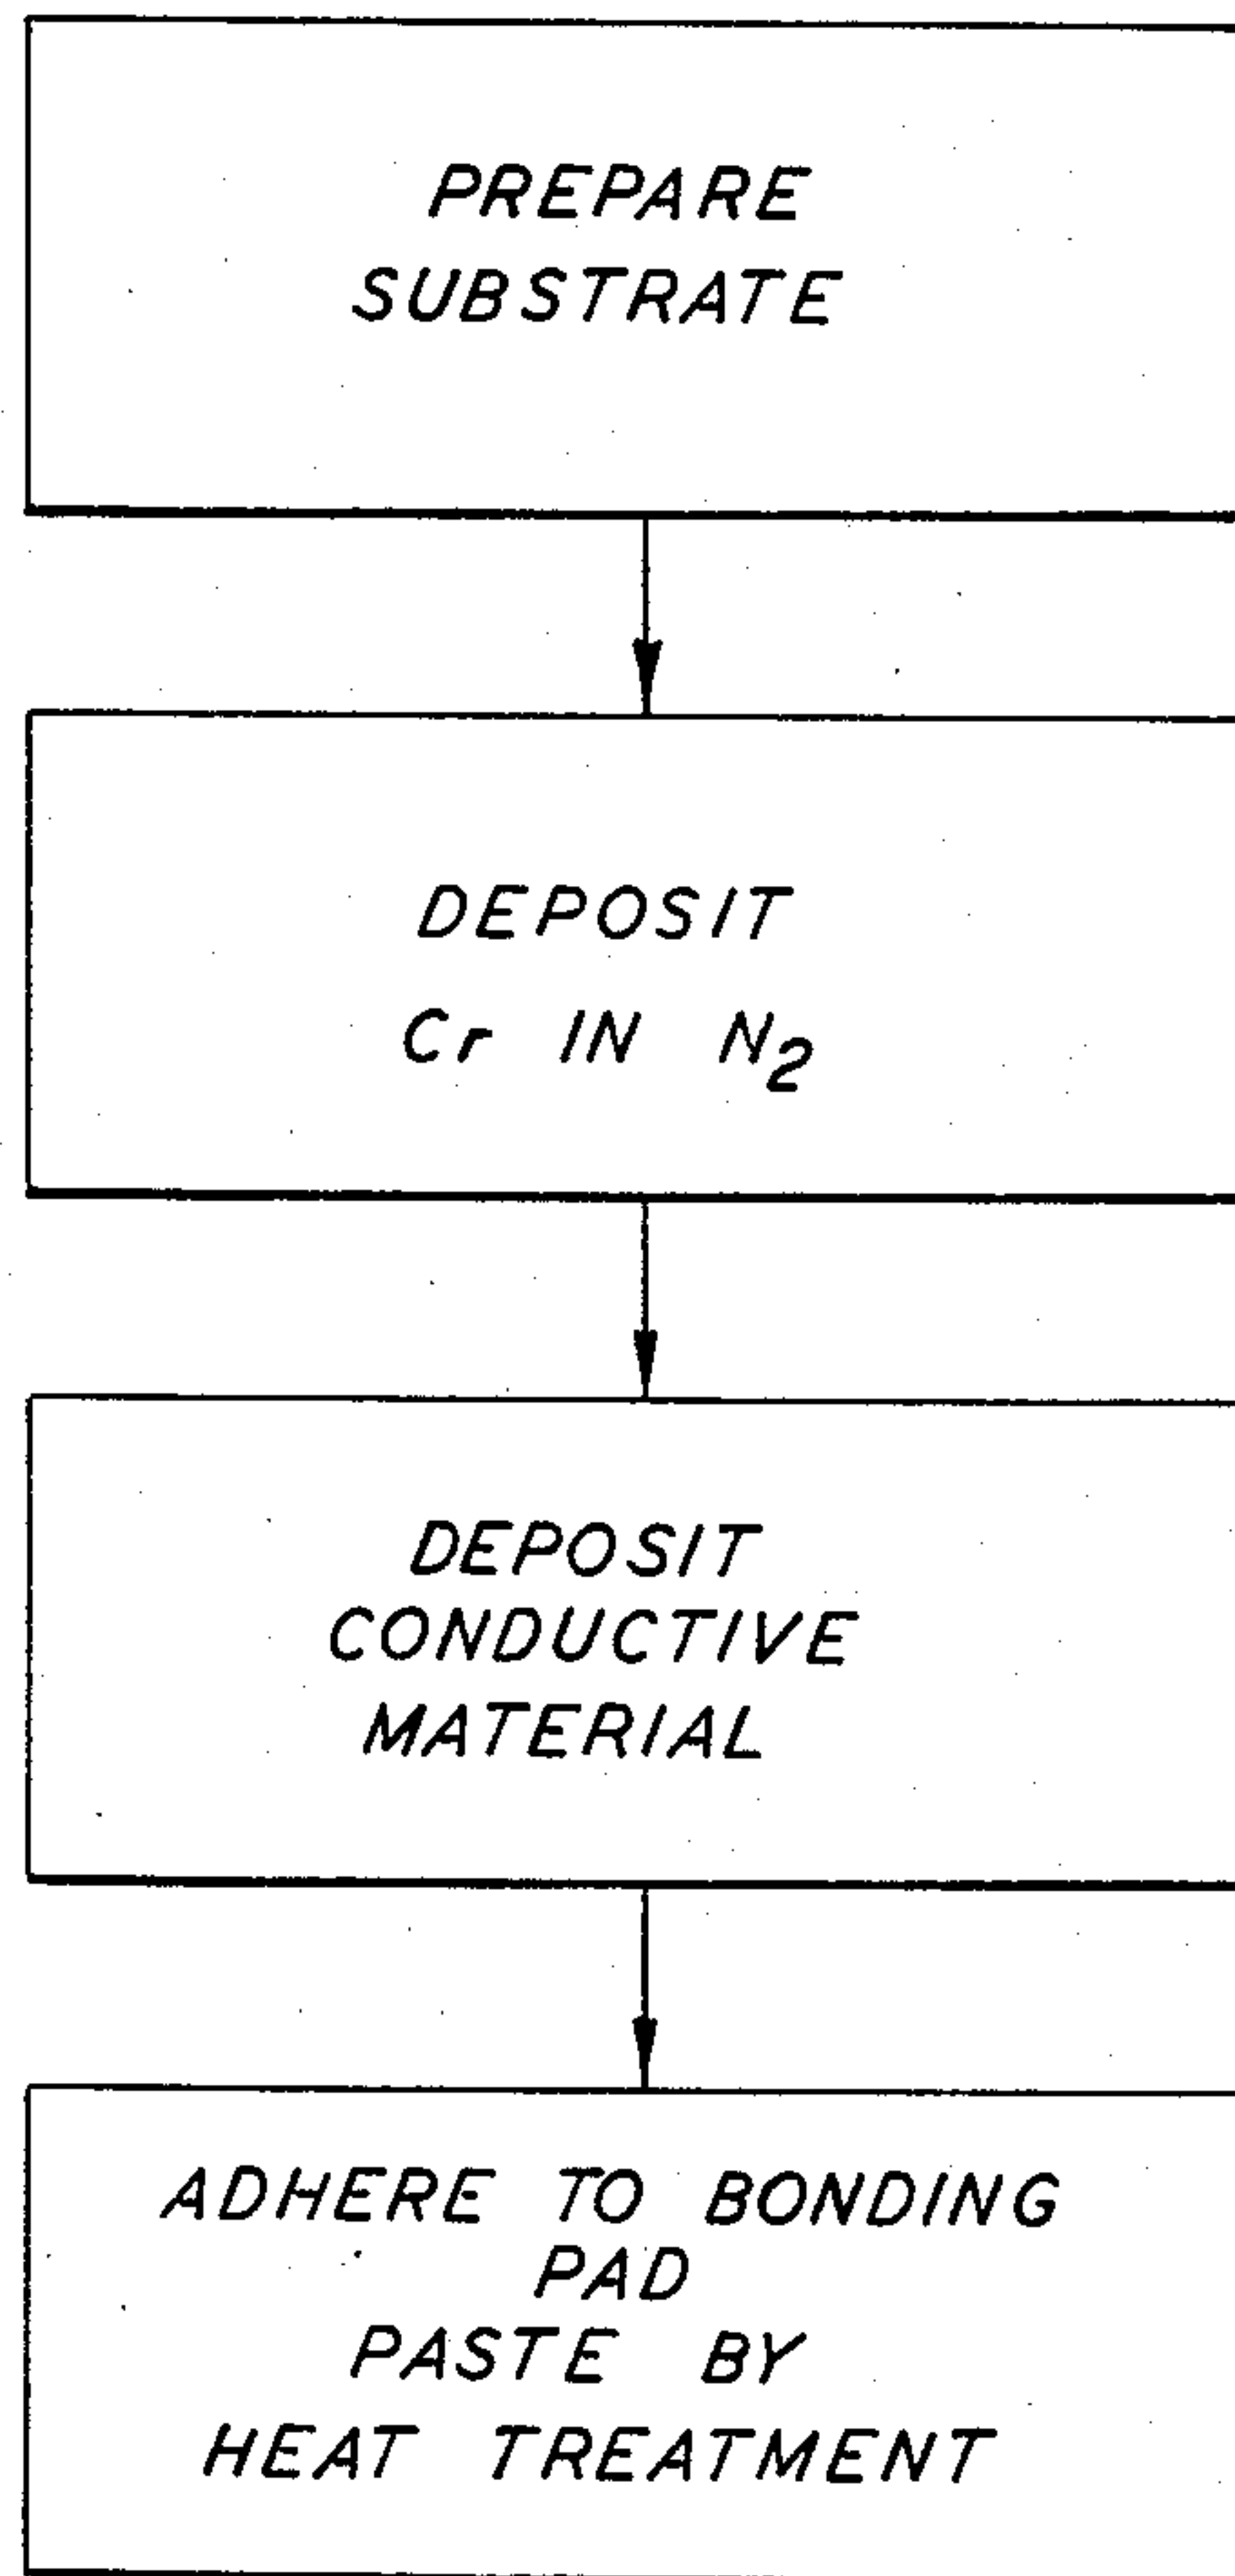 PREPARE
SUBSTRATE
DEPOSIT
Cr IN N2
DEPOSIT
CONDUCTIVE
MATERIAL
ADHERE TO BONDING
PAD
PASTE BY
HEAT TREATMENT